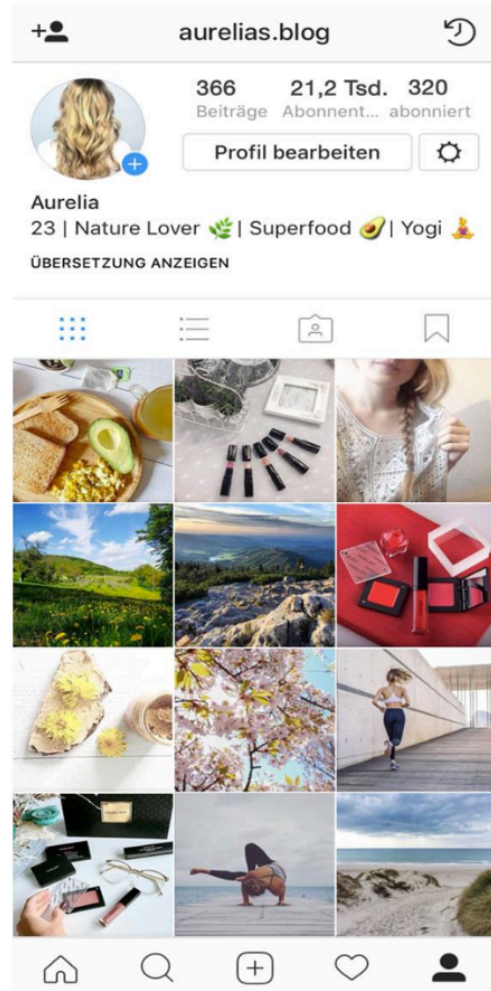 aurelias.blog
366 21,2 Tsd. 320
Beiträge Abonnent... abonniert
Profil bearbeiten
Aurelia
23 | Nature Lover 🌿 | Superfood 🥑 | Yogi 🧘‍♀️
ÜBERSETZUNG ANZEIGEN